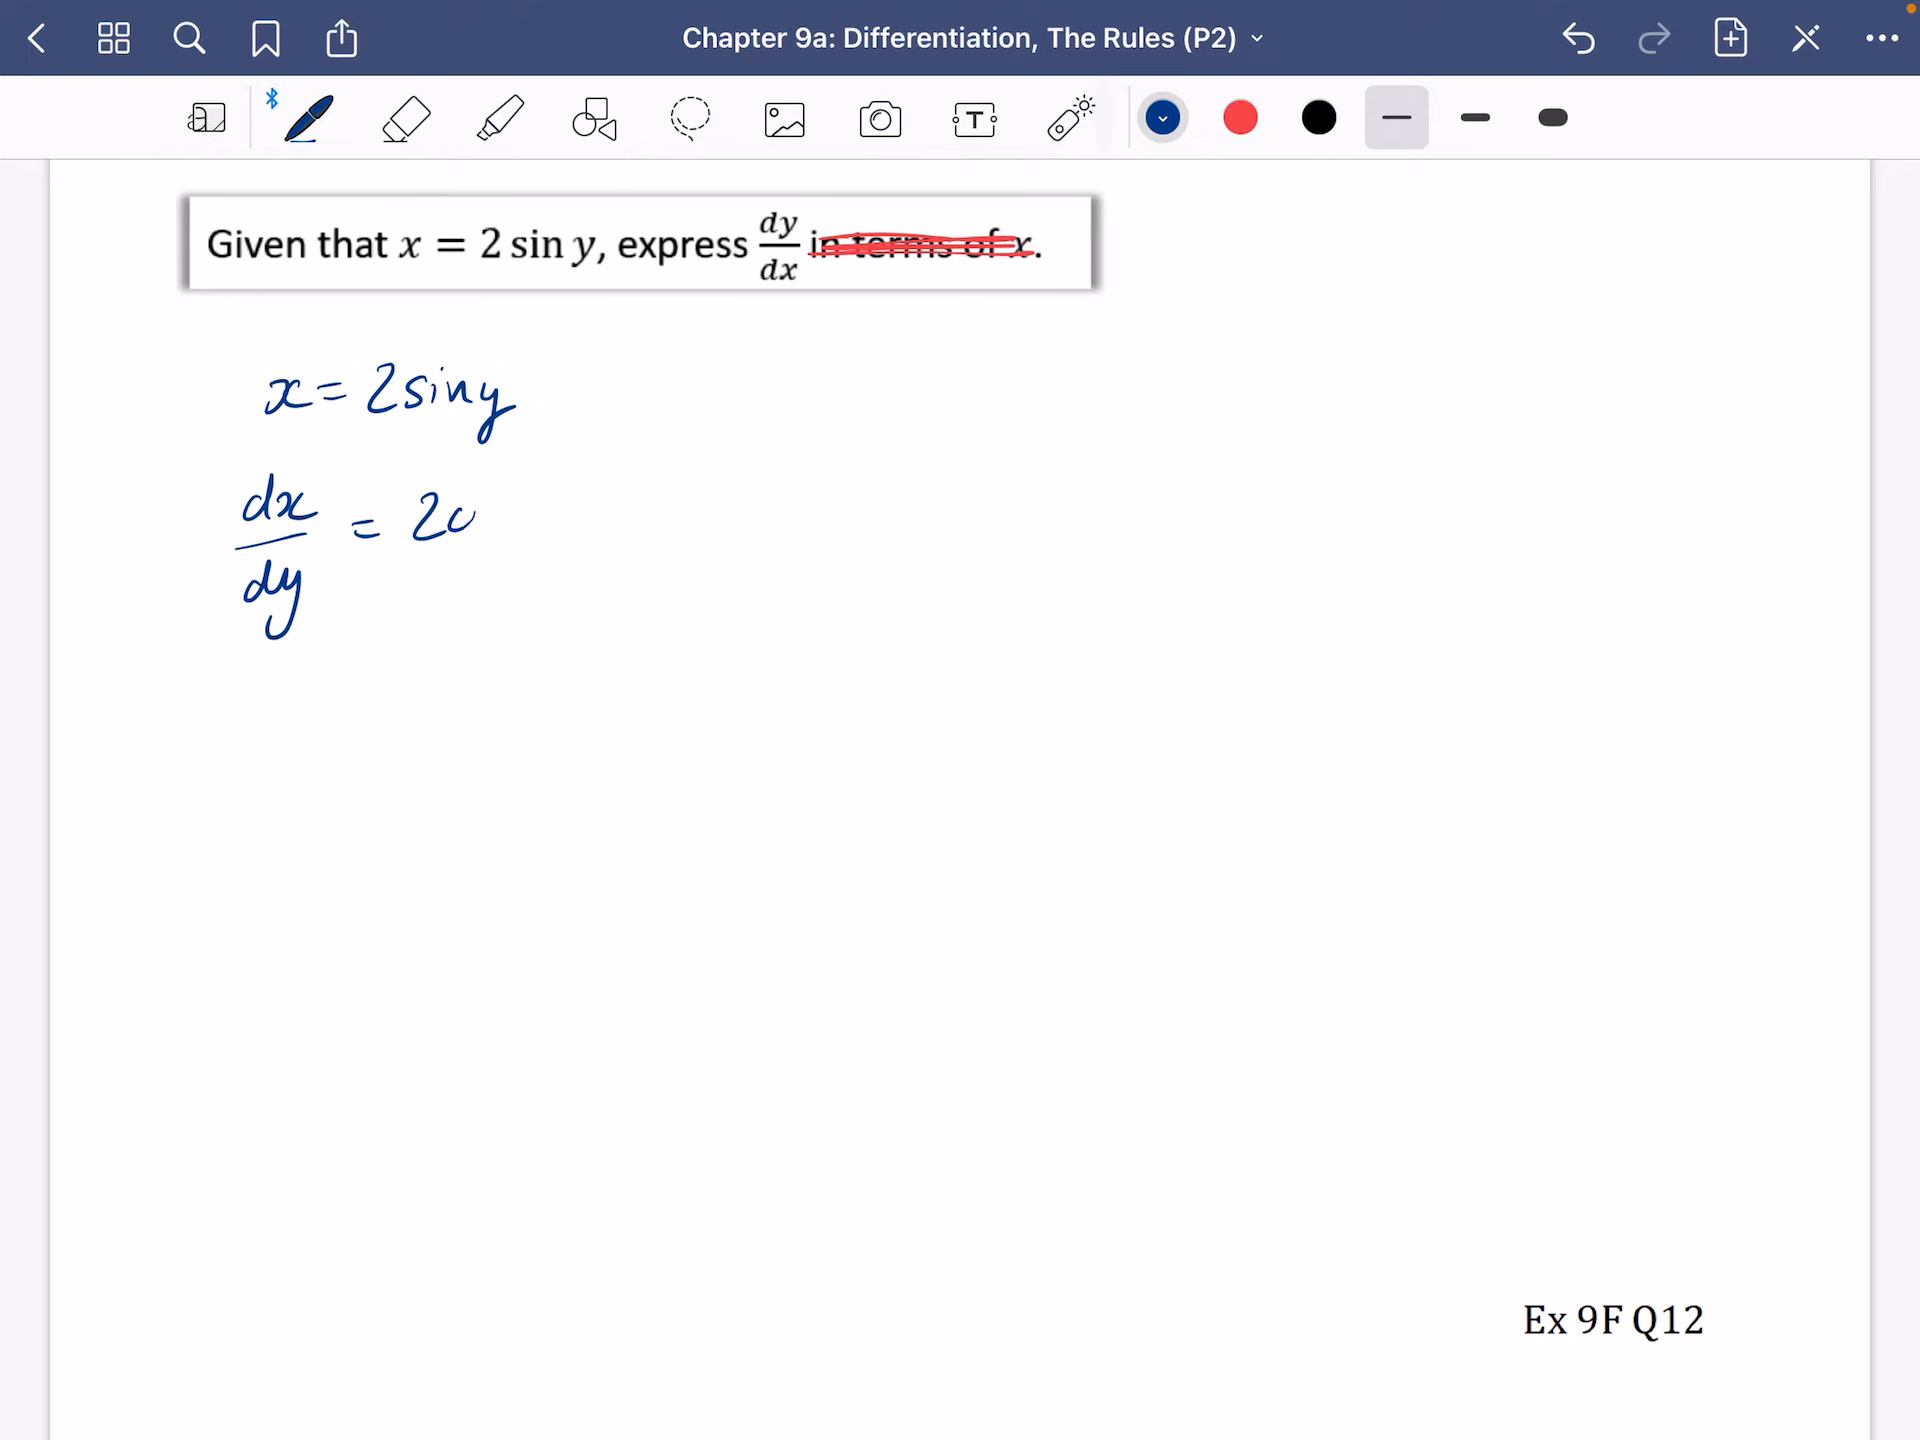 Chapter 9a: Differentiation, The Rules (P2)
Given that x = 2 sin y, express dy/dx in terms of x.
x = 2siny
dx/dy = 2c
Ex 9F Q12